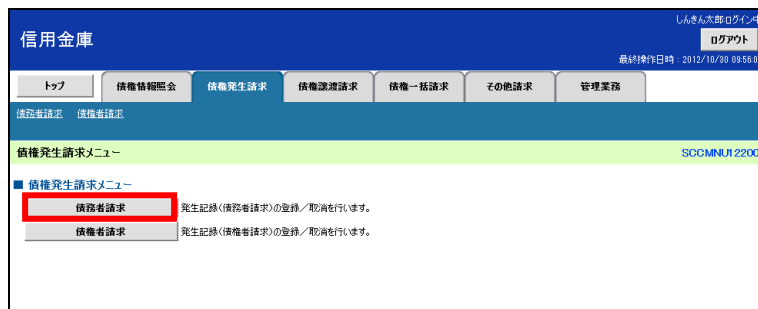 しんきん太郎:ログイン中
信用金庫
ログアウト
最終操作日時:2012/10/30 09:56:0
トップ 債権情報照会 債権発生請求 債権譲渡請求 債権一括請求 その他請求 管理業務
債務者請求 債権者請求
債権発生請求メニュー SCCMNU12200
■ 債権発生請求メニュー
債務者請求 発生記録(債務者請求)の登録/取消を行います。
債権者請求 発生記録(債権者請求)の登録/取消を行います。